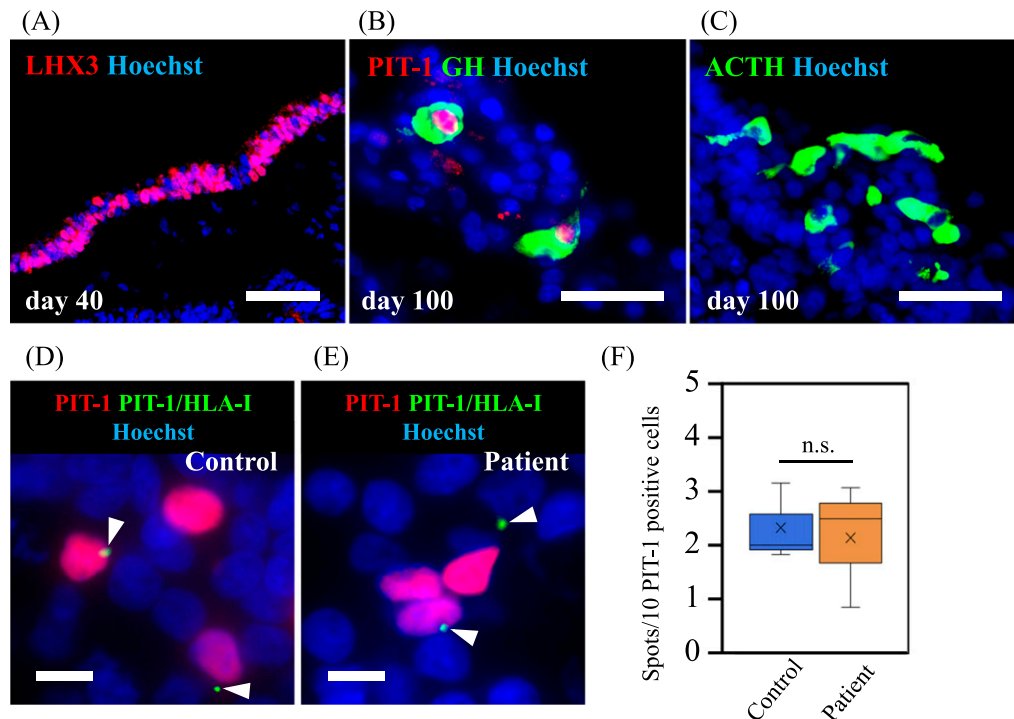 (A)
LHX3 Hoechst
day 40
(B)
PIT-1 GH Hoechst
day 100
(C)
ACTH Hoechst
day 100
(D)
PIT-1 PIT-1/HLA-I
Hoechst
Control
(E)
PIT-1 PIT-1/HLA-I
Hoechst
Patient
(F)
Spots/10 PIT-1 positive cells
5
4
3
2
1
0
n.s.
Control
Patient